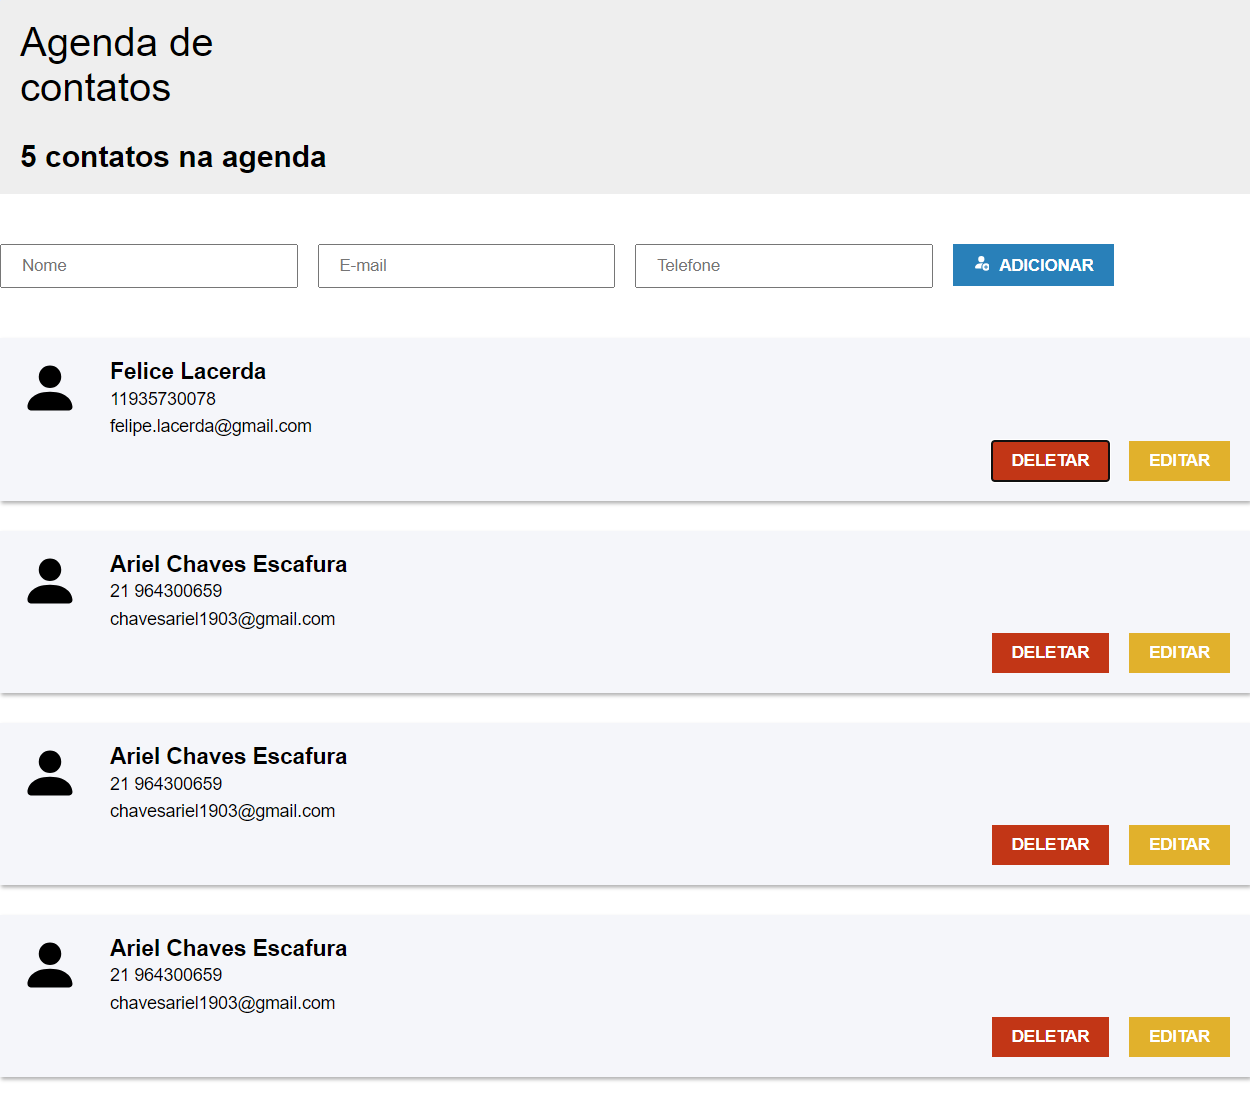 Agenda de
contatos
5 contatos na agenda
Nome
E-mail
Telefone
ADICIONAR
Felice Lacerda
11935730078
felipe.lacerda@gmail.com
DELETAR
EDITAR
Ariel Chaves Escafura
21 964300659
chavesariel1903@gmail.com
DELETAR
EDITAR
Ariel Chaves Escafura
21 964300659
chavesariel1903@gmail.com
DELETAR
EDITAR
Ariel Chaves Escafura
21 964300659
chavesariel1903@gmail.com
DELETAR
EDITAR